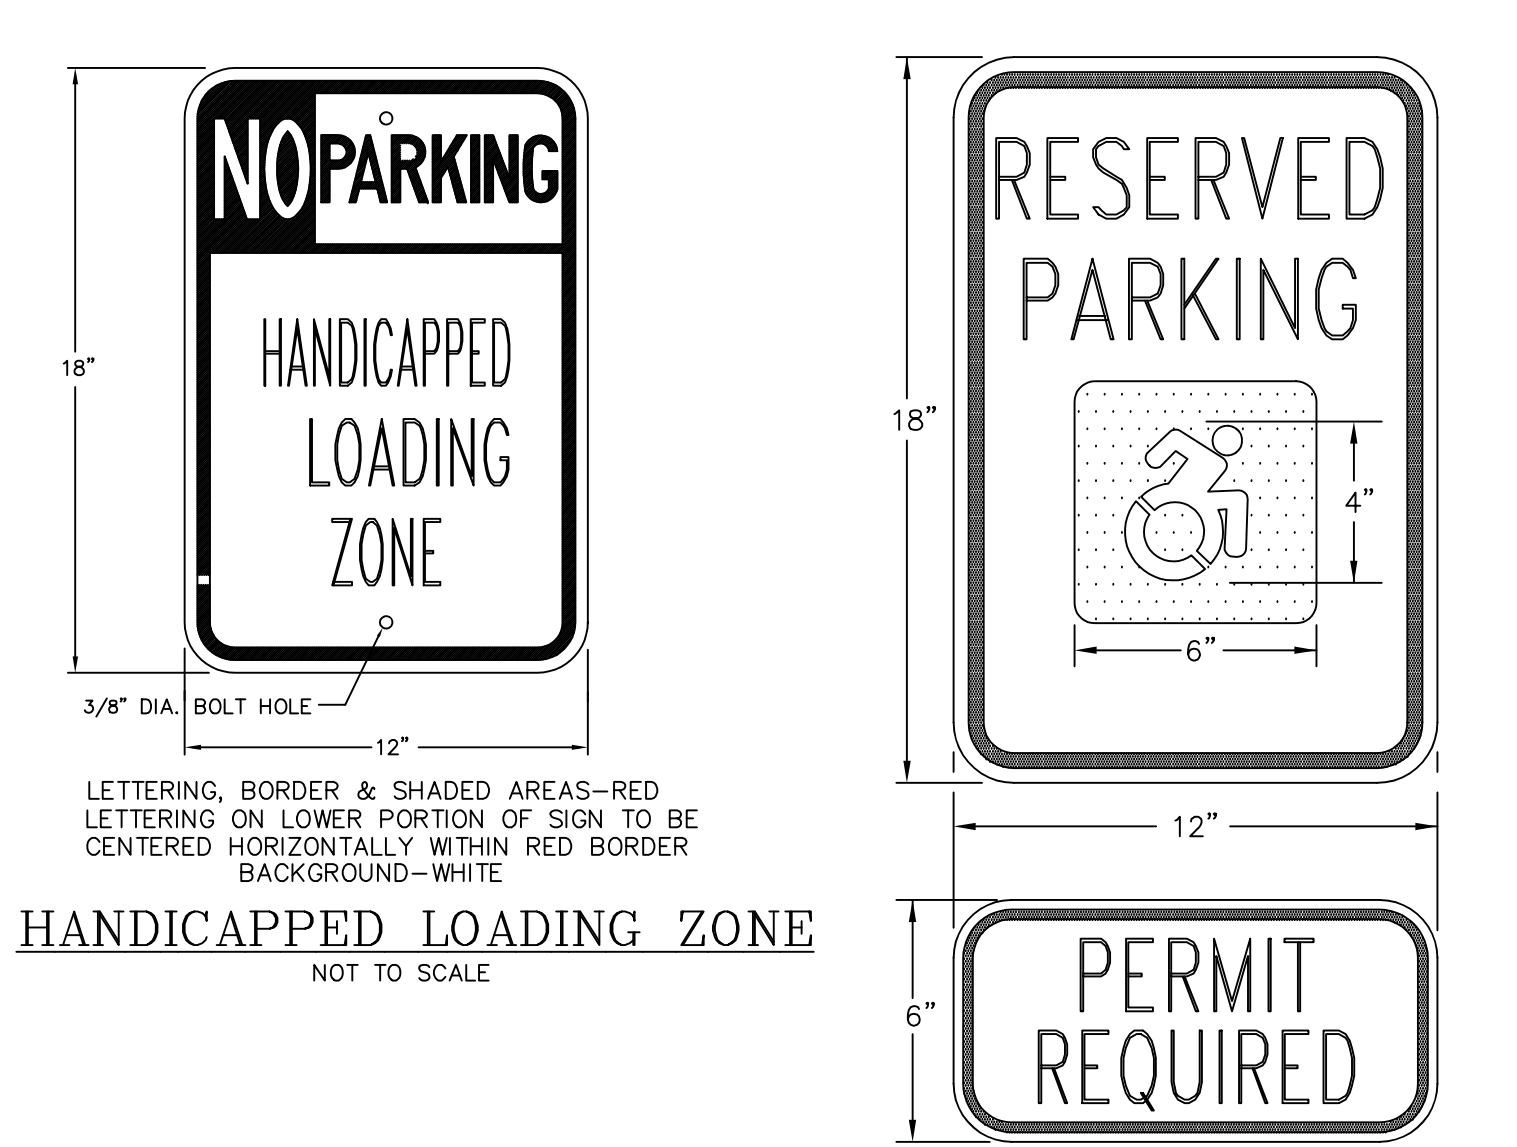 NO PARKING
HANDICAPPED
LOADING
ZONE
18”
3/8” DIA. BOLT HOLE
12”
LETTERING, BORDER & SHADED AREAS-RED
LETTERING ON LOWER PORTION OF SIGN TO BE
CENTERED HORIZONTALLY WITHIN RED BORDER
BACKGROUND-WHITE
HANDICAPPED LOADING ZONE
NOT TO SCALE
RESERVED
PARKING
18”
4”
6”
12”
PERMIT
REQUIRED
6”